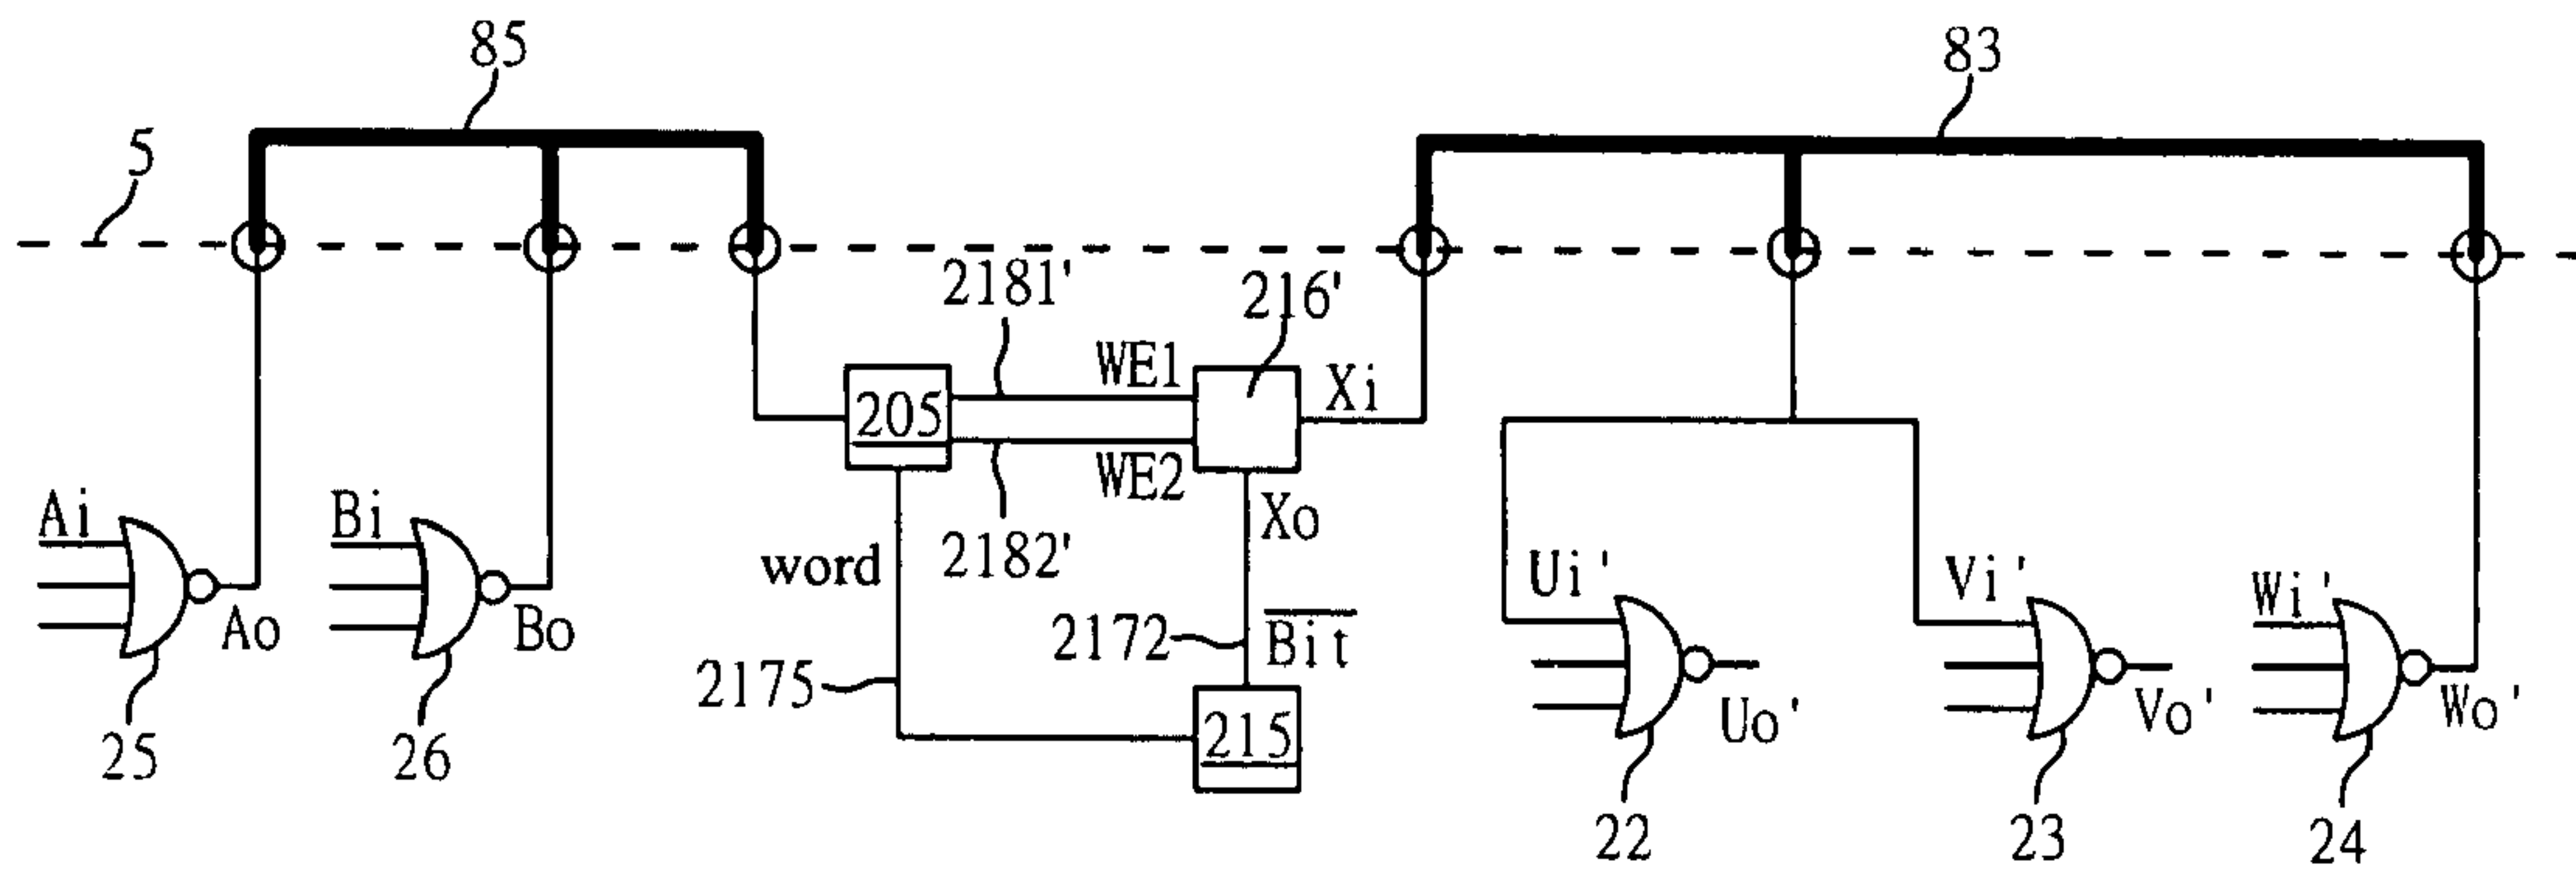 85
83
5
2181'
216'
WE1
Xi
205
WE2
Xo
Ai
Bi
word
2182'
Ui'
Vi'
Wi'
Ao
Bo
2172
B̅i̅t̅
2175
Uo'
Vo'
Wo'
215
25
26
22
23
24